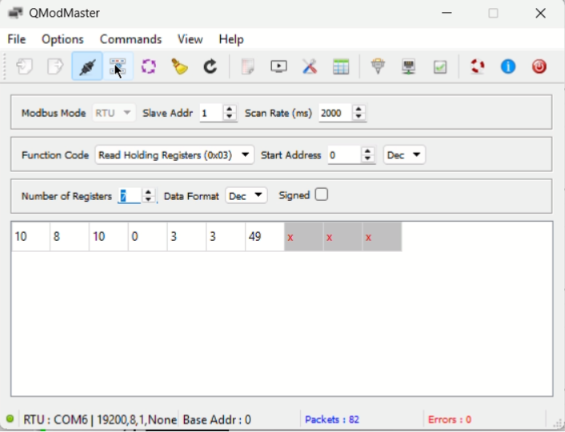 QModMaster
File Options Commands View Help
Modbus Mode RTU Slave Addr 1 Scan Rate (ms) 2000
Function Code Read Holding Registers (0x03) Start Address 0 Dec
Number of Registers 7 Data Format Dec Signed
10 8 10 0 3 3 49 x x x
RTU : COM6 | 19200,8,1,None Base Addr : 0 Packets : 82 Errors : 0